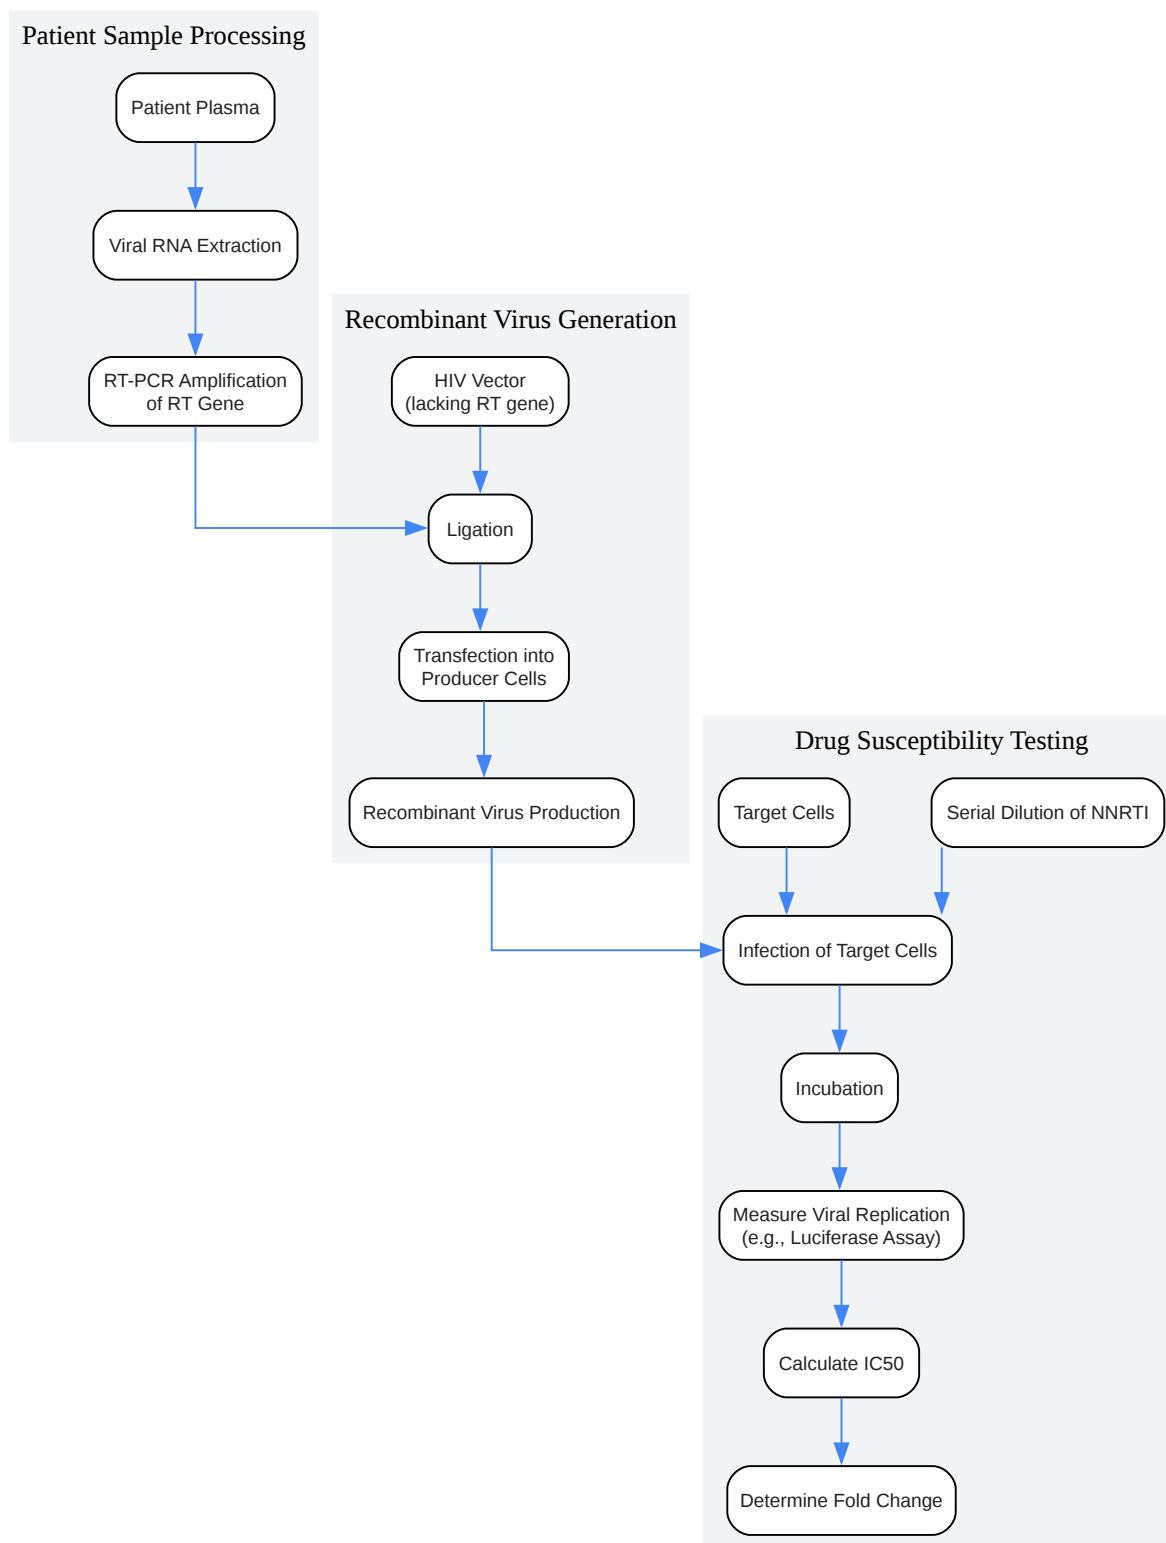 Patient Sample Processing
Patient Plasma
Viral RNA Extraction
RT-PCR Amplification
of RT Gene
Recombinant Virus Generation
HIV Vector
(lacking RT gene)
Ligation
Transfection into
Producer Cells
Recombinant Virus Production
Drug Susceptibility Testing
Target Cells
Serial Dilution of NNRTI
Infection of Target Cells
Incubation
Measure Viral Replication
(e.g., Luciferase Assay)
Calculate IC50
Determine Fold Change